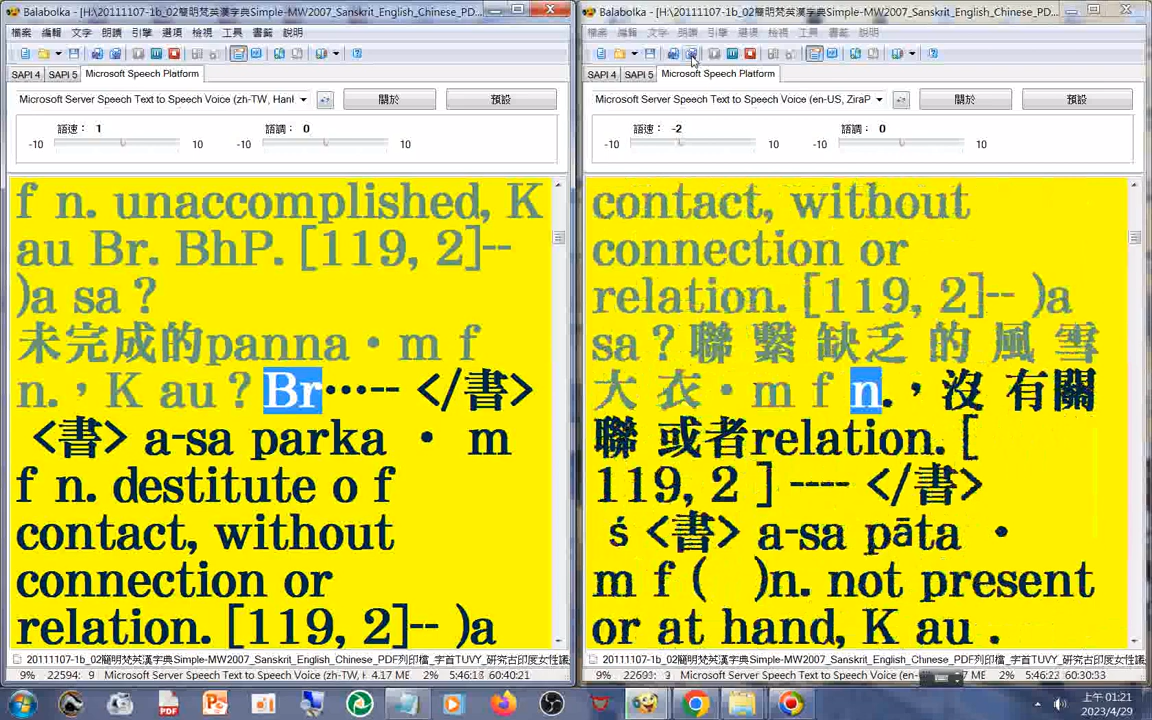 Balabolka - [H:\20111107-1b_02簡明梵英漢字典Simple-MW2007_Sanskrit_English_Chinese_PD...
檔案 編輯 文字 朗讀 引擎 選項 檢視 工具 書籤 說明
SAPI 4 SAPI 5 Microsoft Speech Platform
Microsoft Server Speech Text to Speech Voice (zh-TW, Hanl 關於 預設
語速： 1 語調： 0
-10 10 -10 10
f n. unaccomplished, K
au Br. BhP. [119, 2]--
)a sa？
未完成的panna・m f
n.，K au？Br…-- </書>
<書> a-sa parka ・ m
f n. destitute o f
contact, without
connection or
relation. [119, 2]-- )a
20111107-1b_02簡明梵英漢字典Simple-MW2007_Sanskrit_English_Chinese_PDF列印檔_字首TUVY_研究古印度女性議
9% 22594: 9 Microsoft Server Speech Text to Speech Voice (zh-TW, H 4.17 ME 2% 5:46:18 60:40:21
Balabolka - [H:\20111107-1b_02簡明梵英漢字典Simple-MW2007_Sanskrit_English_Chinese_PD...
檔案 編輯 文字 朗讀 引擎 選項 檢視 工具 書籤 說明
SAPI 4 SAPI 5 Microsoft Speech Platform
Microsoft Server Speech Text to Speech Voice (en-US, ZiraP 關於 預設
語速： -2 語調： 0
-10 10 -10 10
contact, without
connection or
relation. [119, 2]-- )a
sa？聯 繫 缺乏 的 風 雪
大 衣・m f n.，沒 有關
聯 或者relation. [
119, 2 ] ---- </書>
ś <書> a-sa pāta ・
m f ( )n. not present
or at hand, K au .
20111107-1b_02簡明梵英漢字典Simple-MW2007_Sanskrit_English_Chinese_PDF列印檔_字首TUVY_研究古印度女性議
9% 22693: 3 Microsoft Server Speech Text to Speech Voice (en-US, 4.17 ME 2% 5:46:23 60:30:53
PDF
上午 01:21
2023/4/29